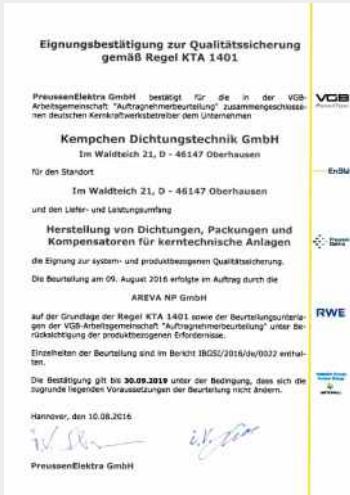 Eignungsbestätigung zur Qualitätssicherung
gemäß Regel KTA 1401
PreussenElektra GmbH bestätigt für die in der VGB-
Arbeitsgemeinschaft "Auftragnehmerbeurteilung" zusammengeschlosse-
nen deutschen Kernkraftwerksbetreiber dem Unternehmen
Kempchen Dichtungstechnik GmbH
Im Waldteich 21, D - 46147 Oberhausen
für den Standort
Im Waldteich 21, D - 46147 Oberhausen
und den Liefer- und Leistungsumfang
Herstellung von Dichtungen, Packungen und
Kompensatoren für kerntechnische Anlagen
die Eignung zur system- und produktbezogenen Qualitätssicherung.
Die Beurteilung am 09. August 2016 erfolgte im Auftrag durch die
AREVA NP GmbH
auf der Grundlage der Regel KTA 1401 sowie der Beurteilungsunterla-
gen der VGB-Arbeitsgemeinschaft "Auftragnehmerbeurteilung" unter Be-
rücksichtigung der produktbezogenen Erfordernisse.
Einzelheiten der Beurteilung sind im Bericht IBGSI/2016/de/0022 enthal-
ten.
Die Bestätigung gilt bis 30.09.2019 unter der Bedingung, dass sich die
zugrunde liegenden Voraussetzungen der Beurteilung nicht ändern.
Hannover, den 10.08.2016
PreussenElektra GmbH
VGB
EnBW
Preussen
Elektra
RWE
VATTENFALL